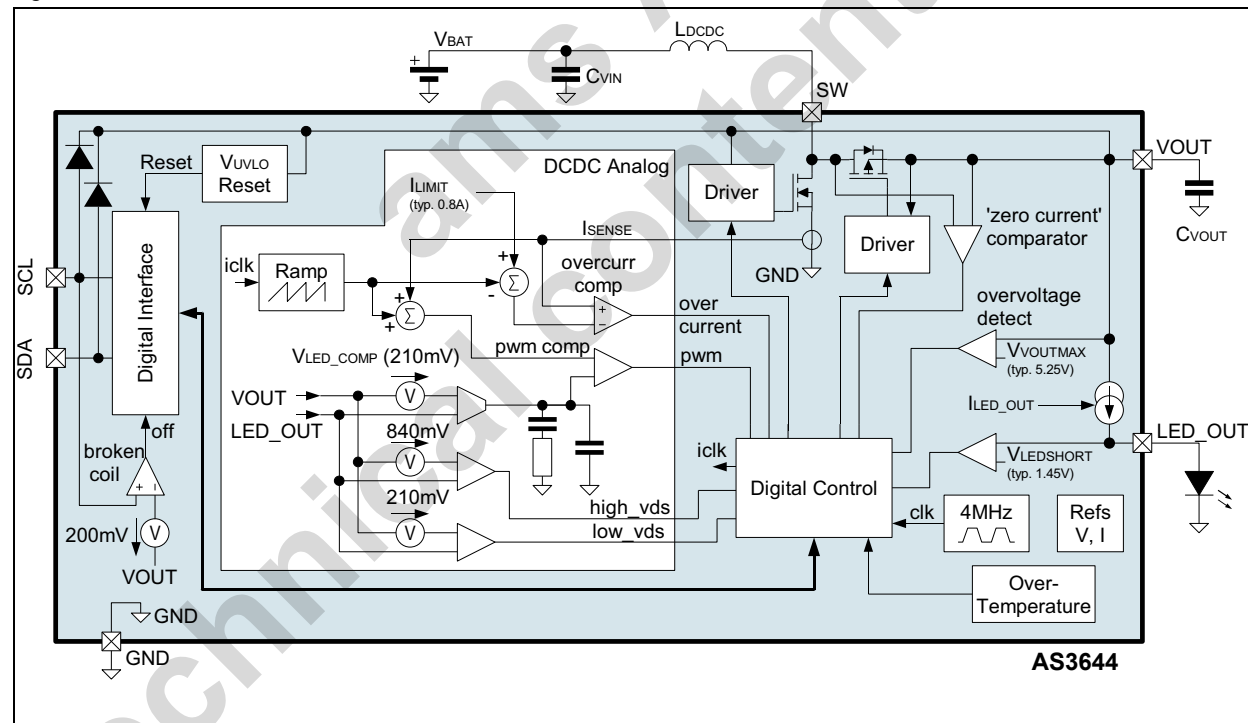 ams A
content
technical
VBAT
LDCDC
CVIN
SW
DCDC Analog
Reset
VUVLO
Reset
ILIMIT
(typ. 0.8A)
Driver
VOUT
CVOUT
ISENSE
Driver
'zero current'
comparator
GND
SCL
SDA
Digital Interface
iclk
Ramp
+
-
Σ
overcurr
comp
+
+
Σ
+
−
over
current
overvoltage
detect
VVOUTMAX
(typ. 5.25V)
VLED_COMP (210mV)
pwm comp
pwm
VOUT
V
LED_OUT
ILED_OUT
LED_OUT
off
broken
coil
+ −
840mV
V
VLEDSHORT
(typ. 1.45V)
iclk
Digital Control
210mV
V
high_vds
low_vds
clk
4MHz
Refs
V, I
200mV
V
VOUT
Over-
Temperature
GND
GND
AS3644
+